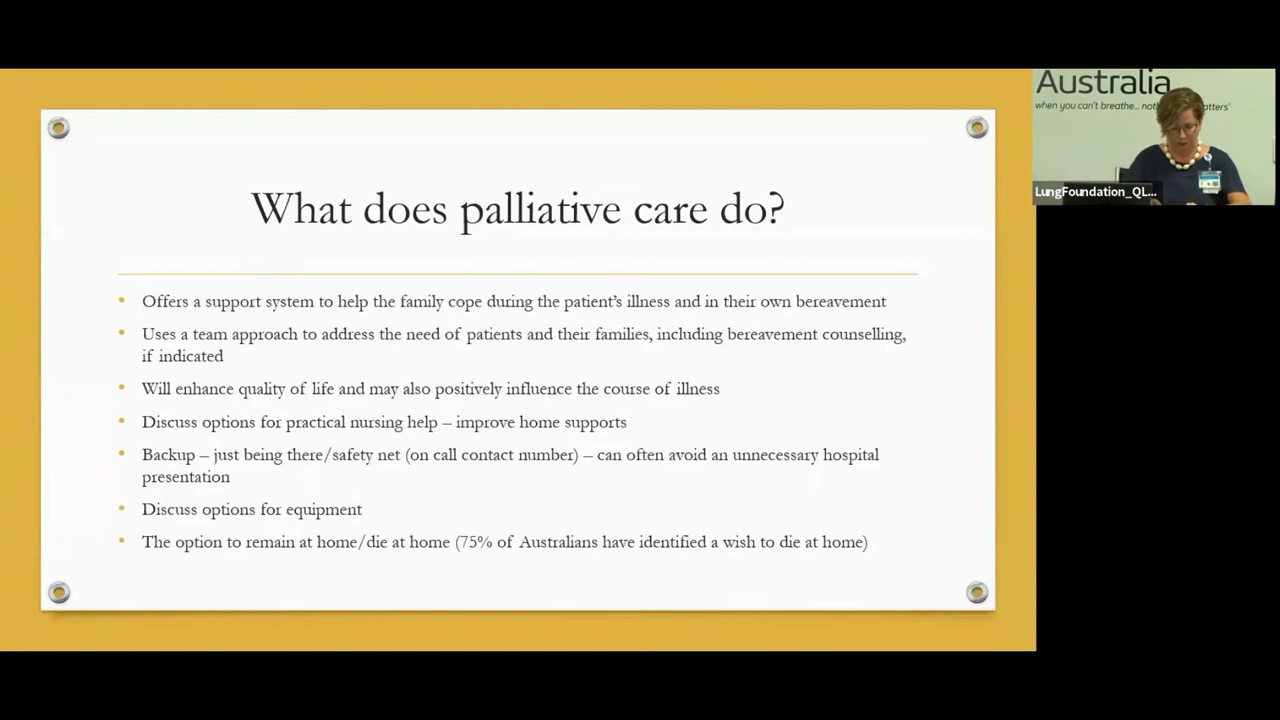 What does palliative care do?
• Offers a support system to help the family cope during the patient’s illness and in their own bereavement
• Uses a team approach to address the need of patients and their families, including bereavement counselling,
if indicated
• Will enhance quality of life and may also positively influence the course of illness
• Discuss options for practical nursing help – improve home supports
• Backup – just being there/safety net (on call contact number) – can often avoid an unnecessary hospital
presentation
• Discuss options for equipment
• The option to remain at home/die at home (75% of Australians have identified a wish to die at home)
Australia
when you can't breathe...
LungFoundation_QL...